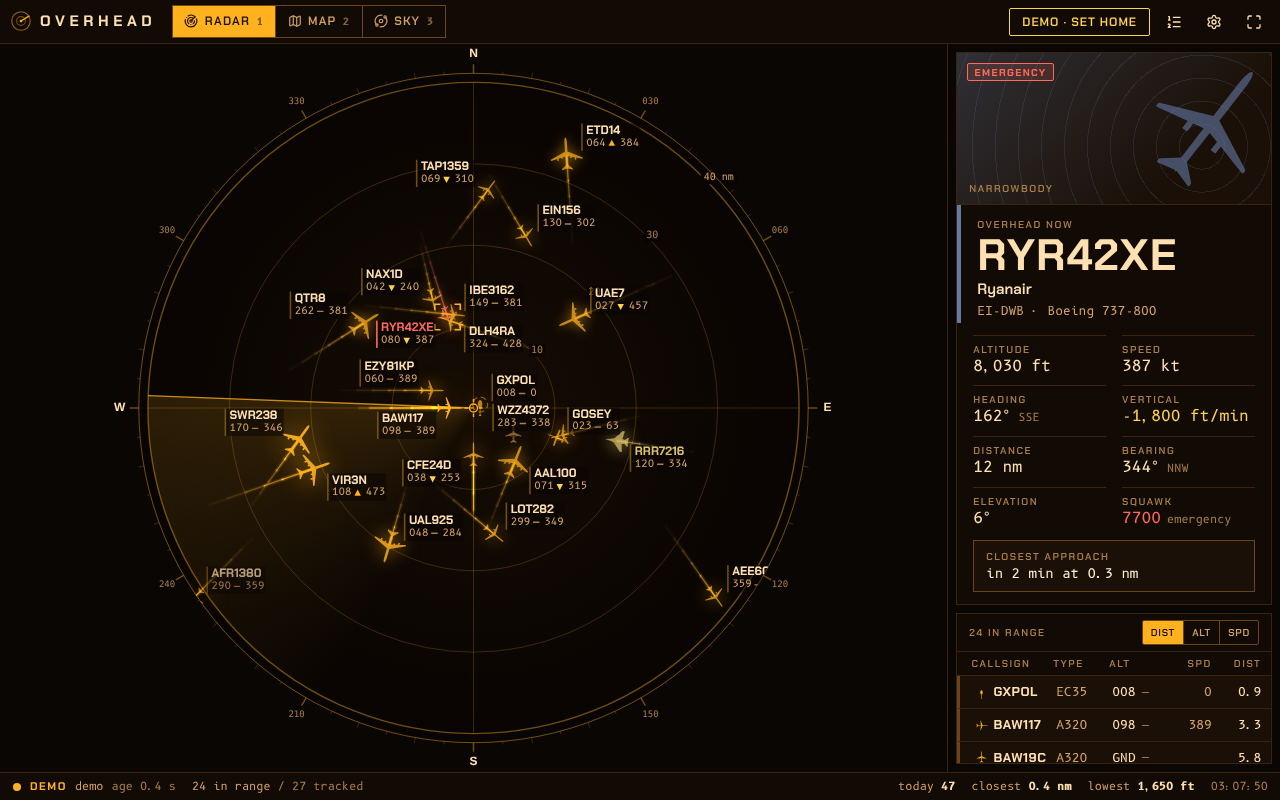 OVERHEAD
RADAR 1
MAP 2
SKY 3
DEMO · SET HOME
N
330
030
300
060
W
E
240
120
210
150
S
40 nm
30
10
ETD14
064 ▲ 384
TAP1359
069 ▼ 310
EIN156
130 — 302
NAX1D
042 ▼ 240
IBE3162
149 — 381
UAE7
027 ▼ 457
QTR8
262 — 381
RYR42XE
080 ▼ 387
DLH4RA
324 — 428
EZY81KP
060 — 389
GXPOL
008 — 0
BAW117
098 — 389
WZZ4372
283 — 338
GOSEY
023 — 63
SWR238
170 — 346
RRR7216
120 — 334
CFE24D
038 ▼ 253
AAL100
071 ▼ 315
VIR3N
108 ▲ 473
LOT282
299 — 349
UAL925
048 — 284
AFR1380
290 — 359
359
EMERGENCY
NARROWBODY
OVERHEAD NOW
RYR42XE
Ryanair
EI-DWB · Boeing 737-800
ALTITUDE
8,030 ft
SPEED
387 kt
HEADING
162° SSE
VERTICAL
-1,800 ft/min
DISTANCE
12 nm
BEARING
344° NNW
ELEVATION
6°
SQUAWK
7700 emergency
CLOSEST APPROACH
in 2 min at 0.3 nm
24 IN RANGE
DIST ALT SPD
CALLSIGN TYPE ALT SPD DIST
GXPOL EC35 008 — 0 0.9
BAW117 A320 098 — 389 3.3
BAW19C A320 GND — 5.8
DEMO demo age 0.4 s 24 in range / 27 tracked
today 47 closest 0.4 nm lowest 1,650 ft 03:07:50